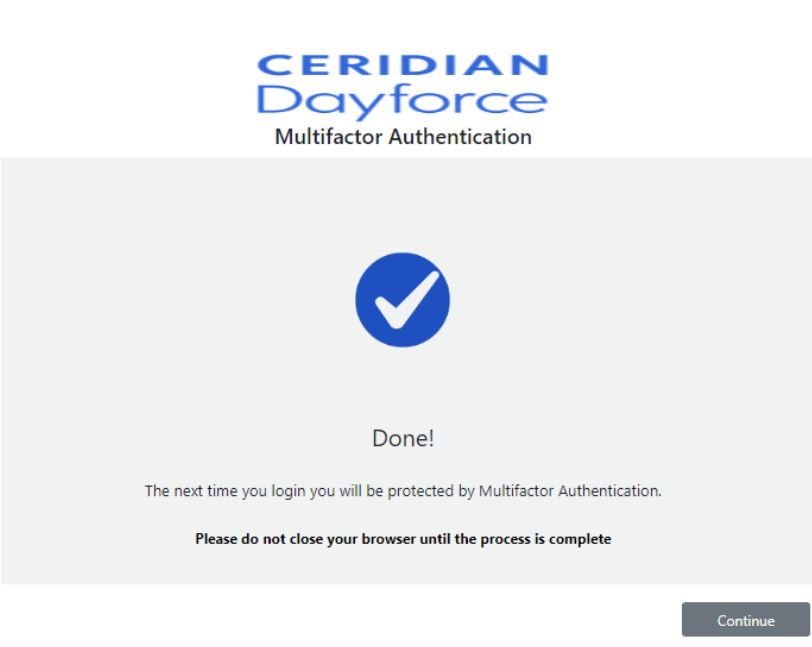 CERIDIAN
Dayforce
Multifactor Authentication
Done!
The next time you login you will be protected by Multifactor Authentication.
Please do not close your browser until the process is complete
Continue